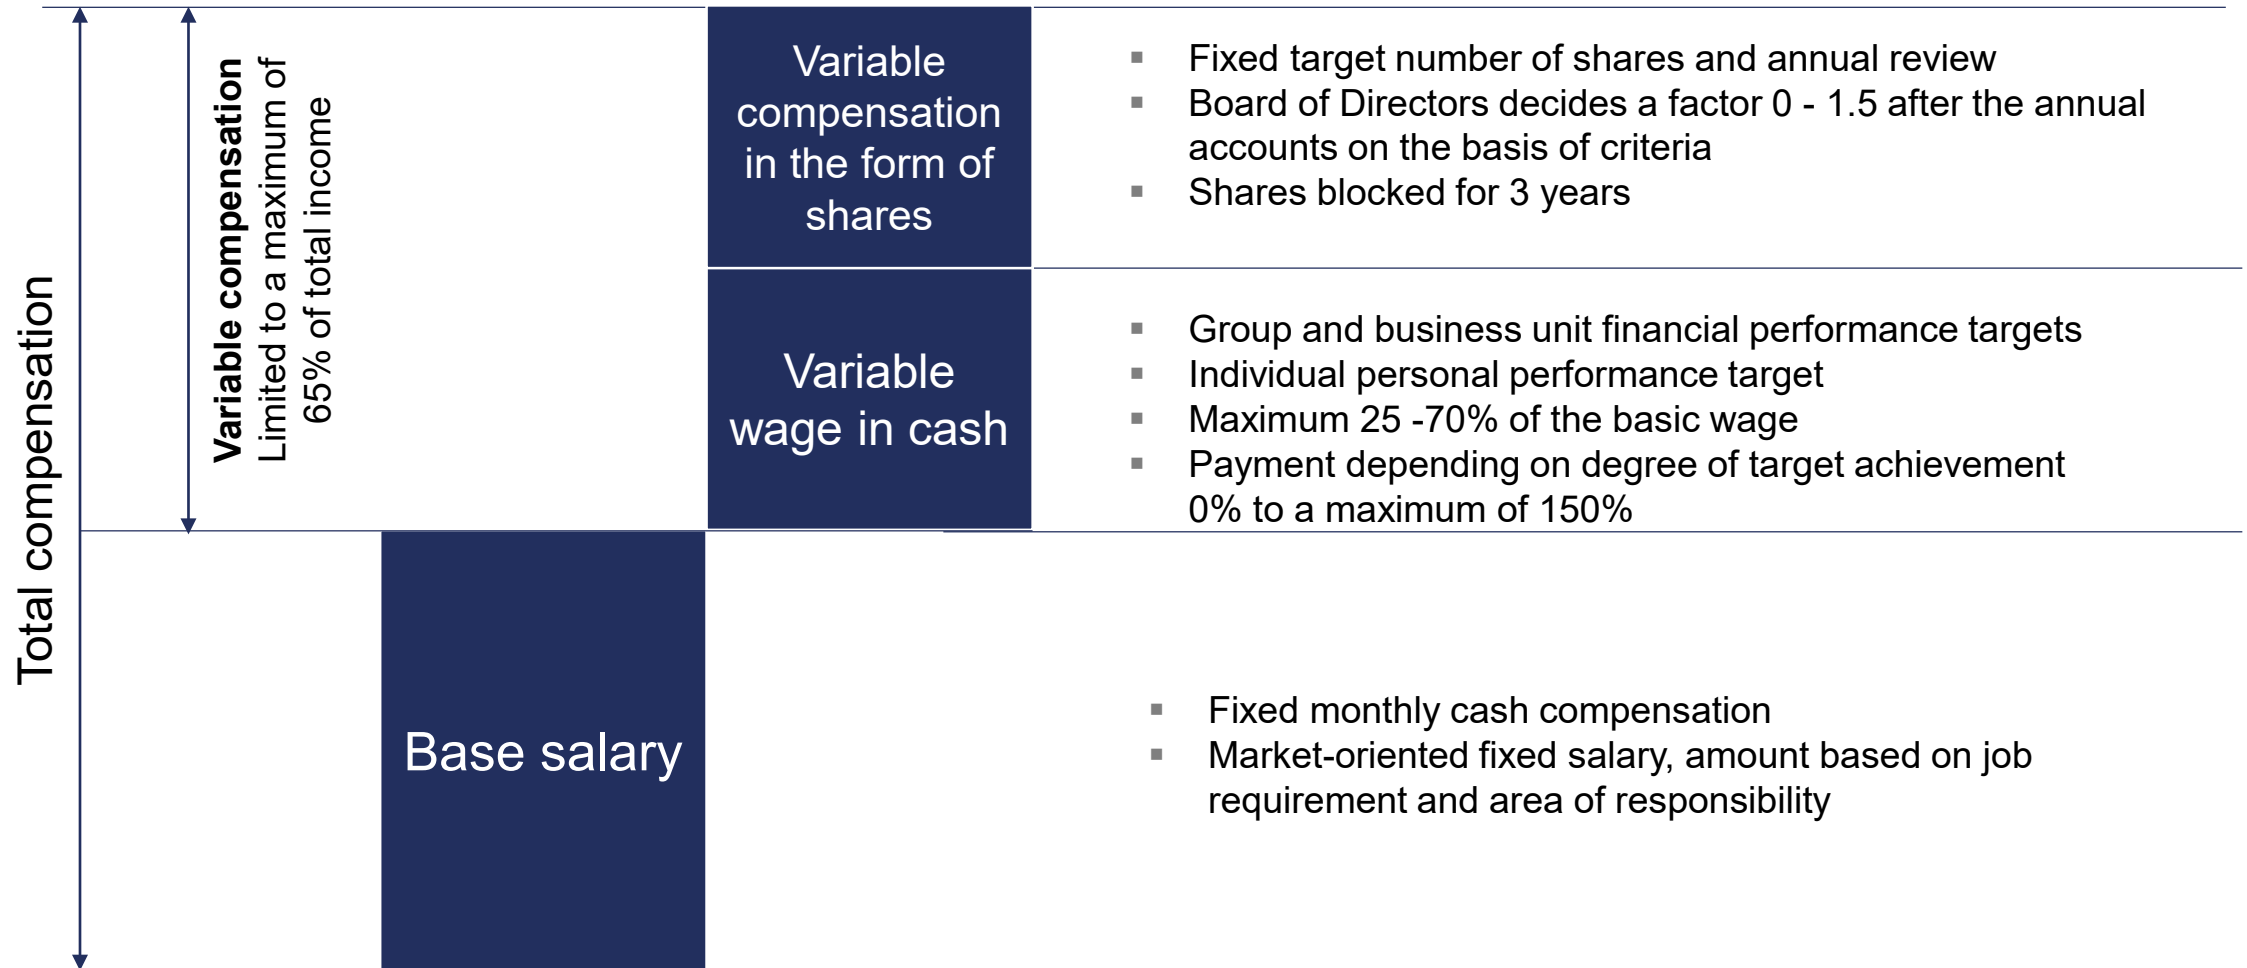 Total compensation
Variable compensation
Limited to a maximum of
65% of total income
Variable
compensation
in the form of
shares
▪ Fixed target number of shares and annual review
▪ Board of Directors decides a factor 0 - 1.5 after the annual
accounts on the basis of criteria
▪ Shares blocked for 3 years
Variable
wage in cash
▪ Group and business unit financial performance targets
▪ Individual personal performance target
▪ Maximum 25 -70% of the basic wage
▪ Payment depending on degree of target achievement
0% to a maximum of 150%
Base salary
▪ Fixed monthly cash compensation
▪ Market-oriented fixed salary, amount based on job
requirement and area of responsibility